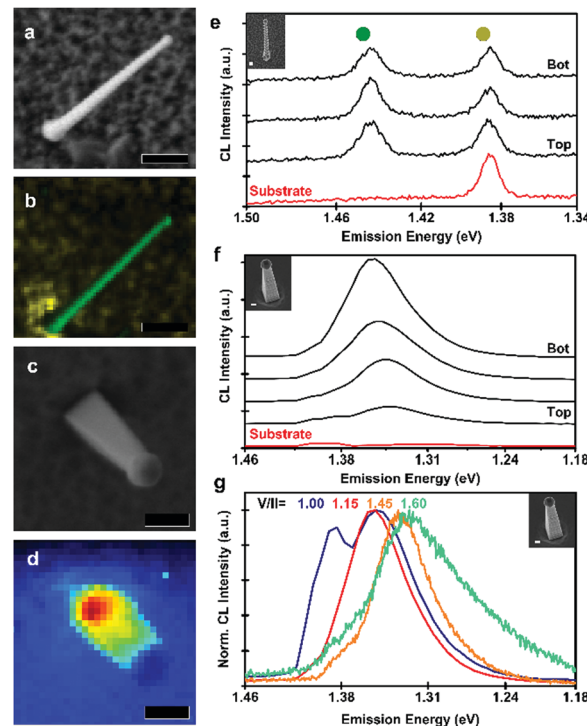 a
b
c
d
e
CL Intensity (a.u.)
Bot
Top
Substrate
1.50 1.46 1.42 1.38 1.34
Emission Energy (eV)
f
CL Intensity (a.u.)
Bot
Top
Substrate
1.46 1.38 1.31 1.24 1.18
Emission Energy (eV)
g
V/II= 1.00 1.15 1.45 1.60
Norm. CL Intensity (a.u.)
1.46 1.38 1.31 1.24 1.18
Emission Energy (eV)